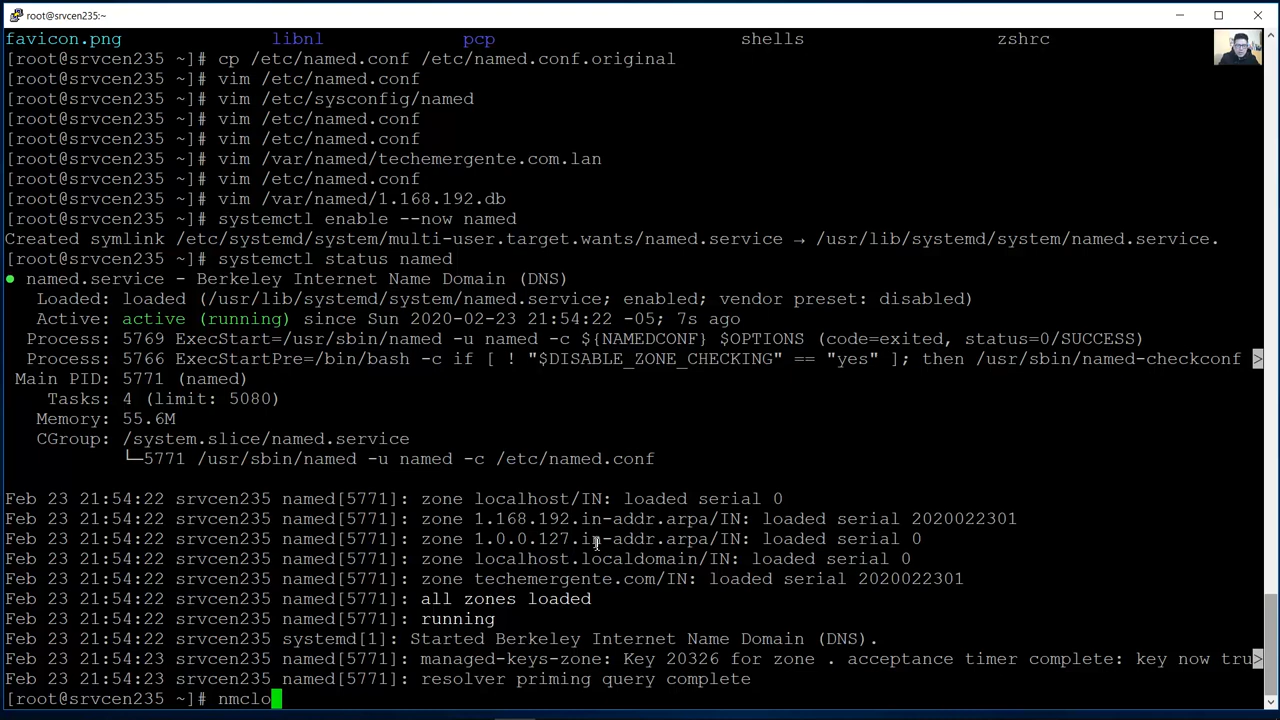 root@srvcen235:~
favicon.png libnl pcp shells zshrc
[root@srvcen235 ~]# cp /etc/named.conf /etc/named.conf.original
[root@srvcen235 ~]# vim /etc/named.conf
[root@srvcen235 ~]# vim /etc/sysconfig/named
[root@srvcen235 ~]# vim /etc/named.conf
[root@srvcen235 ~]# vim /etc/named.conf
[root@srvcen235 ~]# vim /var/named/techemergente.com.lan
[root@srvcen235 ~]# vim /etc/named.conf
[root@srvcen235 ~]# vim /var/named/1.168.192.db
[root@srvcen235 ~]# systemctl enable --now named
Created symlink /etc/systemd/system/multi-user.target.wants/named.service → /usr/lib/systemd/system/named.service.
[root@srvcen235 ~]# systemctl status named
● named.service - Berkeley Internet Name Domain (DNS)
Loaded: loaded (/usr/lib/systemd/system/named.service; enabled; vendor preset: disabled)
Active: active (running) since Sun 2020-02-23 21:54:22 -05; 7s ago
Process: 5769 ExecStart=/usr/sbin/named -u named -c ${NAMEDCONF} $OPTIONS (code=exited, status=0/SUCCESS)
Process: 5766 ExecStartPre=/bin/bash -c if [ ! "$DISABLE_ZONE_CHECKING" == "yes" ]; then /usr/sbin/named-checkconf >
Main PID: 5771 (named)
Tasks: 4 (limit: 5080)
Memory: 55.6M
CGroup: /system.slice/named.service
└─5771 /usr/sbin/named -u named -c /etc/named.conf
Feb 23 21:54:22 srvcen235 named[5771]: zone localhost/IN: loaded serial 0
Feb 23 21:54:22 srvcen235 named[5771]: zone 1.168.192.in-addr.arpa/IN: loaded serial 2020022301
Feb 23 21:54:22 srvcen235 named[5771]: zone 1.0.0.127.in-addr.arpa/IN: loaded serial 0
Feb 23 21:54:22 srvcen235 named[5771]: zone localhost.localdomain/IN: loaded serial 0
Feb 23 21:54:22 srvcen235 named[5771]: zone techemergente.com/IN: loaded serial 2020022301
Feb 23 21:54:22 srvcen235 named[5771]: all zones loaded
Feb 23 21:54:22 srvcen235 named[5771]: running
Feb 23 21:54:22 srvcen235 systemd[1]: Started Berkeley Internet Name Domain (DNS).
Feb 23 21:54:23 srvcen235 named[5771]: managed-keys-zone: Key 20326 for zone . acceptance timer complete: key now tru>
Feb 23 21:54:23 srvcen235 named[5771]: resolver priming query complete
[root@srvcen235 ~]# nmclo